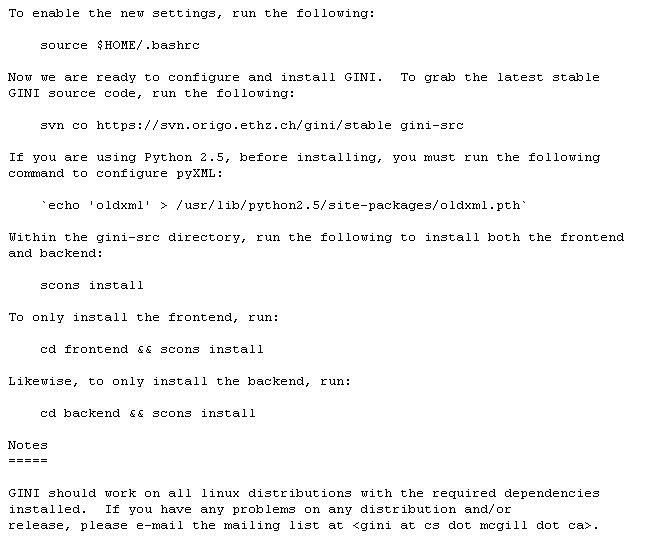 To enable the new settings, run the following:
source $HOME/.bashrc
Now we are ready to configure and install GINI.  To grab the latest stable
GINI source code, run the following:
svn co https://svn.origo.ethz.ch/gini/stable gini-src
If you are using Python 2.5, before installing, you must run the following
command to configure pyXML:
`echo 'oldxml' > /usr/lib/python2.5/site-packages/oldxml.pth`
Within the gini-src directory, run the following to install both the frontend
and backend:
scons install
To only install the frontend, run:
cd frontend && scons install
Likewise, to only install the backend, run:
cd backend && scons install
Notes
=====
GINI should work on all linux distributions with the required dependencies
installed.  If you have any problems on any distribution and/or
release, please e-mail the mailing list at <gini at cs dot mcgill dot ca>.